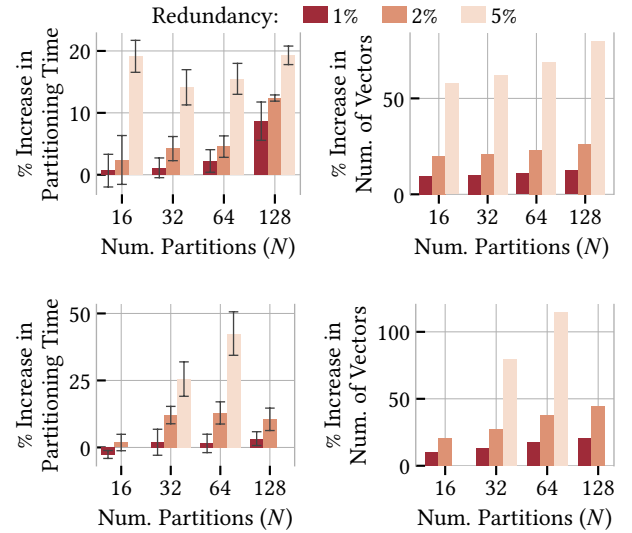 Redundancy: 1% 2% 5%
% Increase in
Partitioning Time
20
10
0
16 32 64 128
Num. Partitions (N)
% Increase in
Num. of Vectors
50
0
16 32 64 128
Num. Partitions (N)
% Increase in
Partitioning Time
50
25
0
16 32 64 128
Num. Partitions (N)
% Increase in
Num. of Vectors
100
50
0
16 32 64 128
Num. Partitions (N)